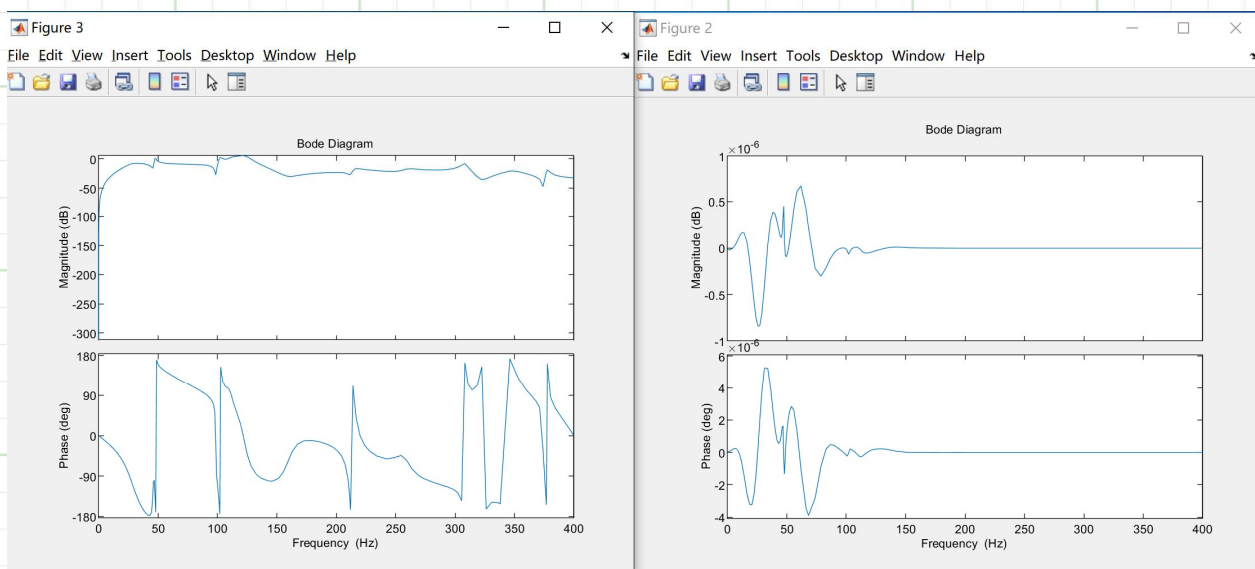 Figure 3
File Edit View Insert Tools Desktop Window Help
Bode Diagram
Magnitude (dB)
0
-50
-100
-150
-200
-250
-300
Phase (deg)
180
90
0
-90
-180
0 50 100 150 200 250 300 350 400
Frequency (Hz)
Figure 2
File Edit View Insert Tools Desktop Window Help
Bode Diagram
×10-6
Magnitude (dB)
1
0.5
0
-0.5
-1
×10-6
Phase (deg)
6
4
2
0
-2
-4
0 50 100 150 200 250 300 350 400
Frequency (Hz)